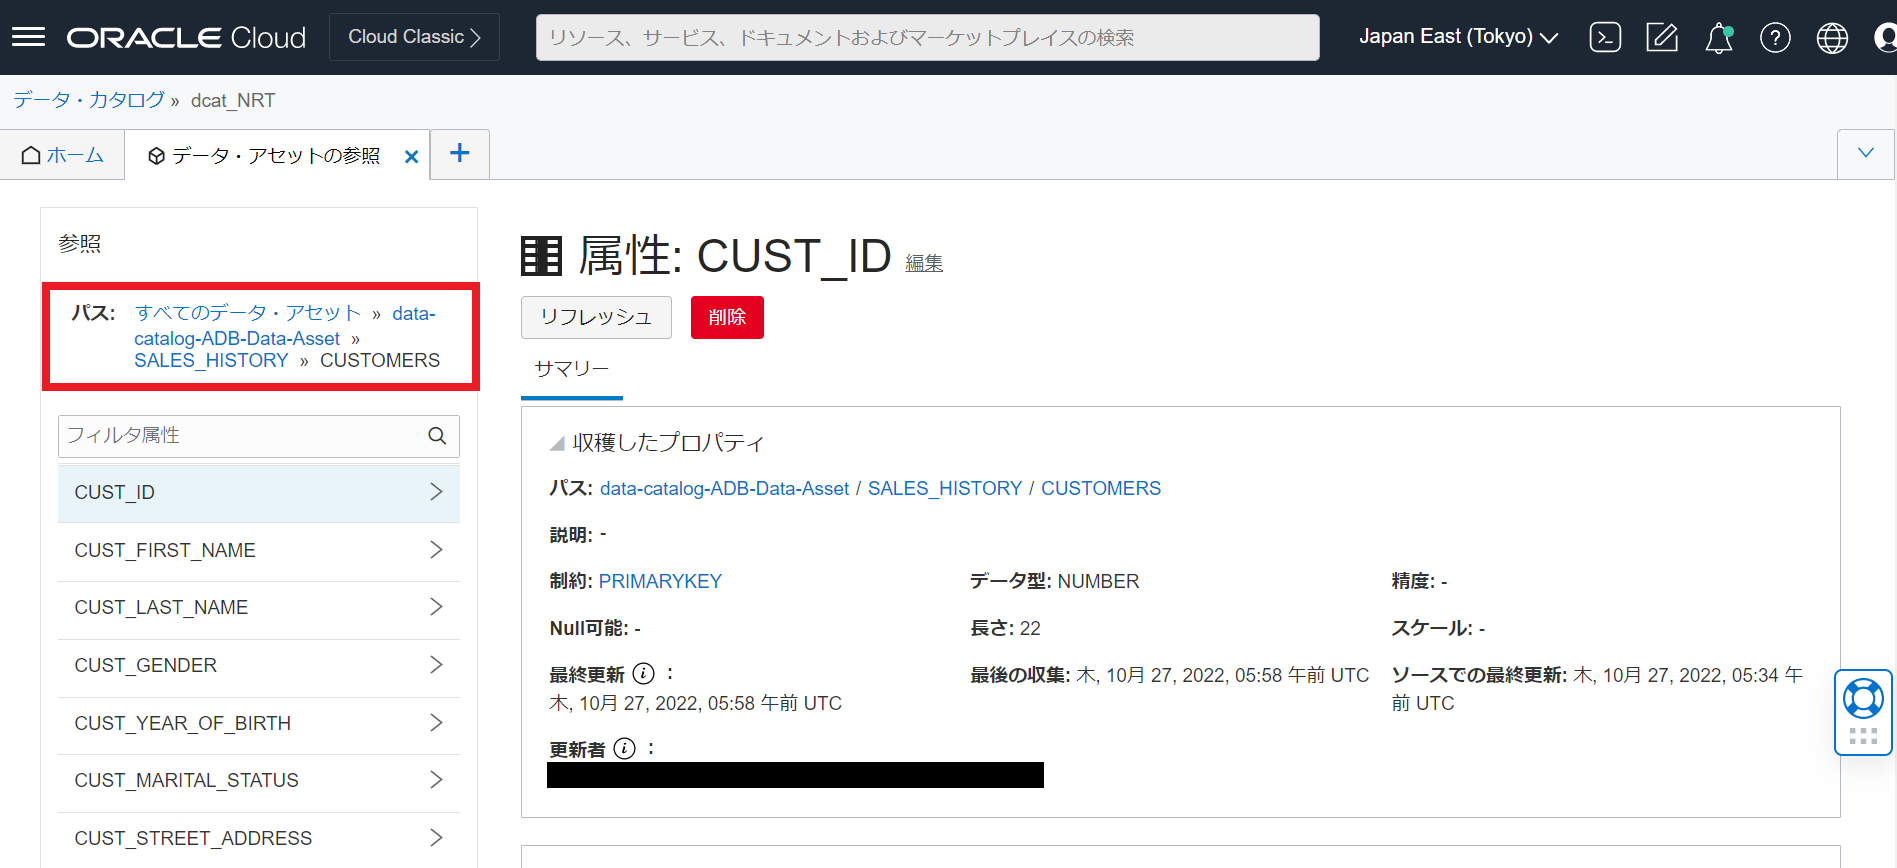 ORACLE Cloud
Cloud Classic
リソース、サービス、ドキュメントおよびマーケットプレイスの検索
Japan East (Tokyo)
データ・カタログ » dcat_NRT
ホーム
データ・アセットの参照
参照
パス: すべてのデータ・アセット » data-
catalog-ADB-Data-Asset »
SALES_HISTORY » CUSTOMERS
フィルタ属性
CUST_ID
CUST_FIRST_NAME
CUST_LAST_NAME
CUST_GENDER
CUST_YEAR_OF_BIRTH
CUST_MARITAL_STATUS
CUST_STREET_ADDRESS
属性: CUST_ID 編集
リフレッシュ 削除
サマリー
収穫したプロパティ
パス: data-catalog-ADB-Data-Asset / SALES_HISTORY / CUSTOMERS
説明: -
制約: PRIMARYKEY データ型: NUMBER 精度: -
Null可能: - 長さ: 22 スケール: -
最終更新 :
木, 10月 27, 2022, 05:58 午前 UTC
最後の収集: 木, 10月 27, 2022, 05:58 午前 UTC
ソースでの最終更新: 木, 10月 27, 2022, 05:34 午
前 UTC
更新者 :